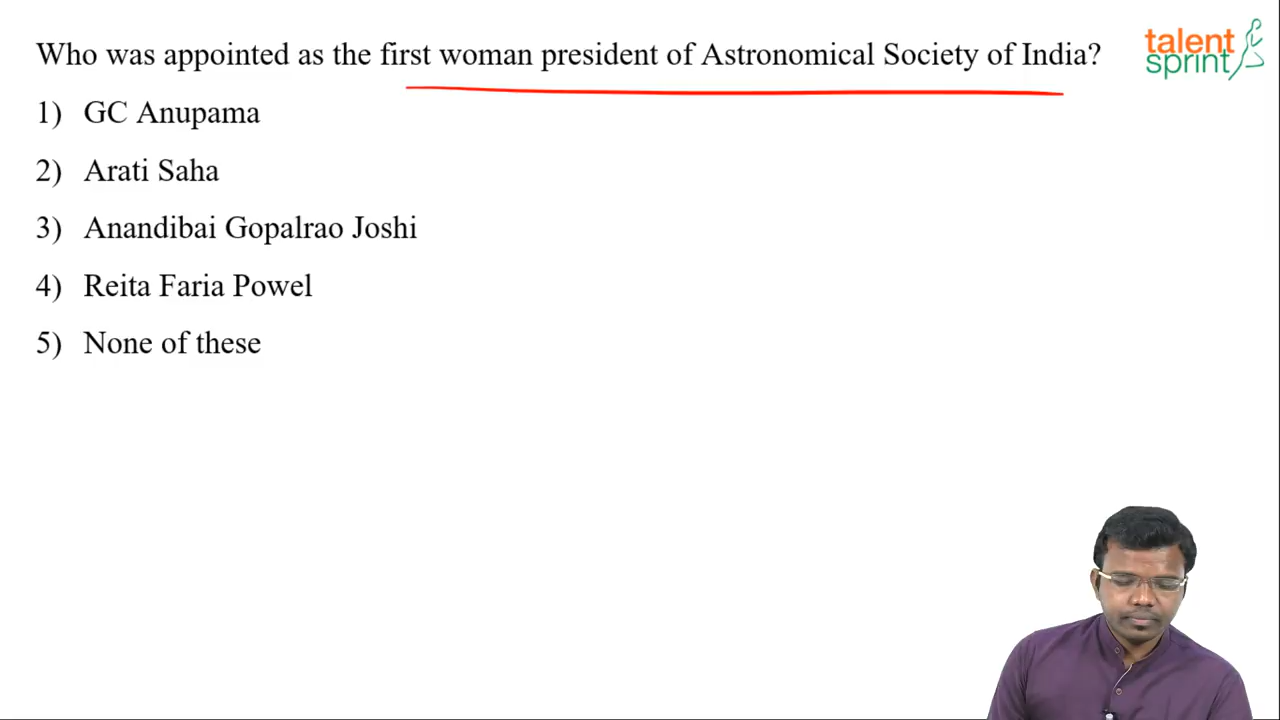 Who was appointed as the first woman president of Astronomical Society of India?
talent
sprint
1) GC Anupama
2) Arati Saha
3) Anandibai Gopalrao Joshi
4) Reita Faria Powel
5) None of these